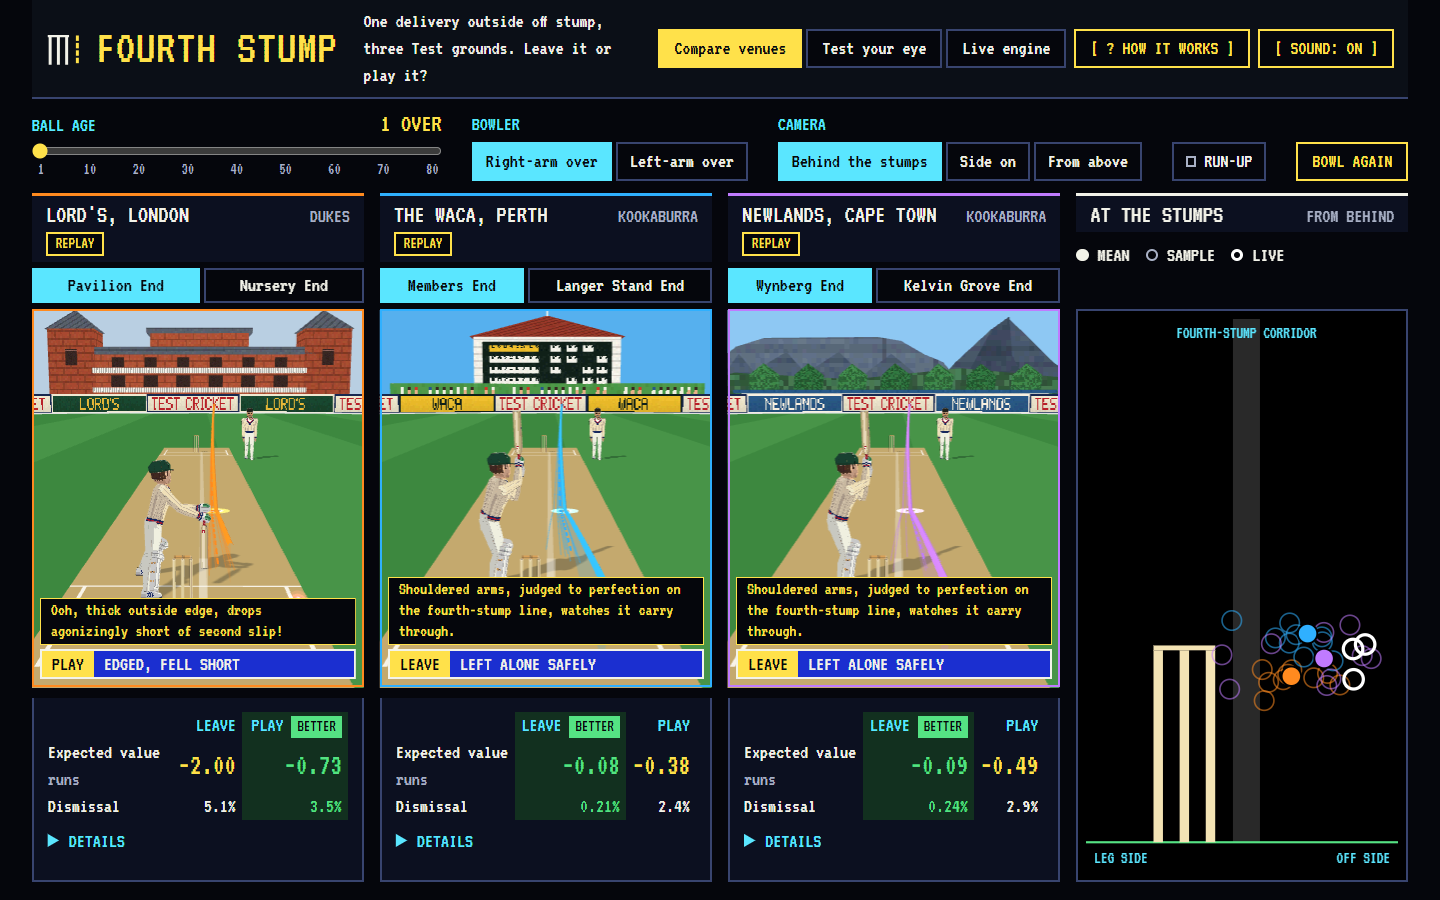 FOURTH STUMP
One delivery outside off stump,
three Test grounds. Leave it or
play it?
Compare venues
Test your eye
Live engine
[ ? HOW IT WORKS ]
[ SOUND: ON ]
BALL AGE
1 OVER
1 10 20 30 40 50 60 70 80
BOWLER
Right-arm over
Left-arm over
CAMERA
Behind the stumps
Side on
From above
RUN-UP
BOWL AGAIN
LORD'S, LONDON
DUKES
REPLAY
Pavilion End
Nursery End
ET LORD'S TEST CRICKET LORD'S TES
Ooh, thick outside edge, drops
agonizingly short of second slip!
PLAY EDGED, FELL SHORT
LEAVE PLAY BETTER
Expected value
runs
-2.00 -0.73
Dismissal 5.1% 3.5%
▶ DETAILS
THE WACA, PERTH
KOOKABURRA
REPLAY
Members End
Langer Stand End
ET WACA TEST CRICKET WACA TES
Shouldered arms, judged to perfection on
the fourth-stump line, watches it carry
through.
LEAVE LEFT ALONE SAFELY
LEAVE BETTER PLAY
Expected value
runs
-0.08 -0.38
Dismissal 0.21% 2.4%
▶ DETAILS
NEWLANDS, CAPE TOWN
KOOKABURRA
REPLAY
Wynberg End
Kelvin Grove End
ET NEWLANDS TEST CRICKET NEWLANDS TES
Shouldered arms, judged to perfection on
the fourth-stump line, watches it carry
through.
LEAVE LEFT ALONE SAFELY
LEAVE BETTER PLAY
Expected value
runs
-0.09 -0.49
Dismissal 0.24% 2.9%
▶ DETAILS
AT THE STUMPS
FROM BEHIND
MEAN SAMPLE LIVE
FOURTH-STUMP CORRIDOR
LEG SIDE
OFF SIDE